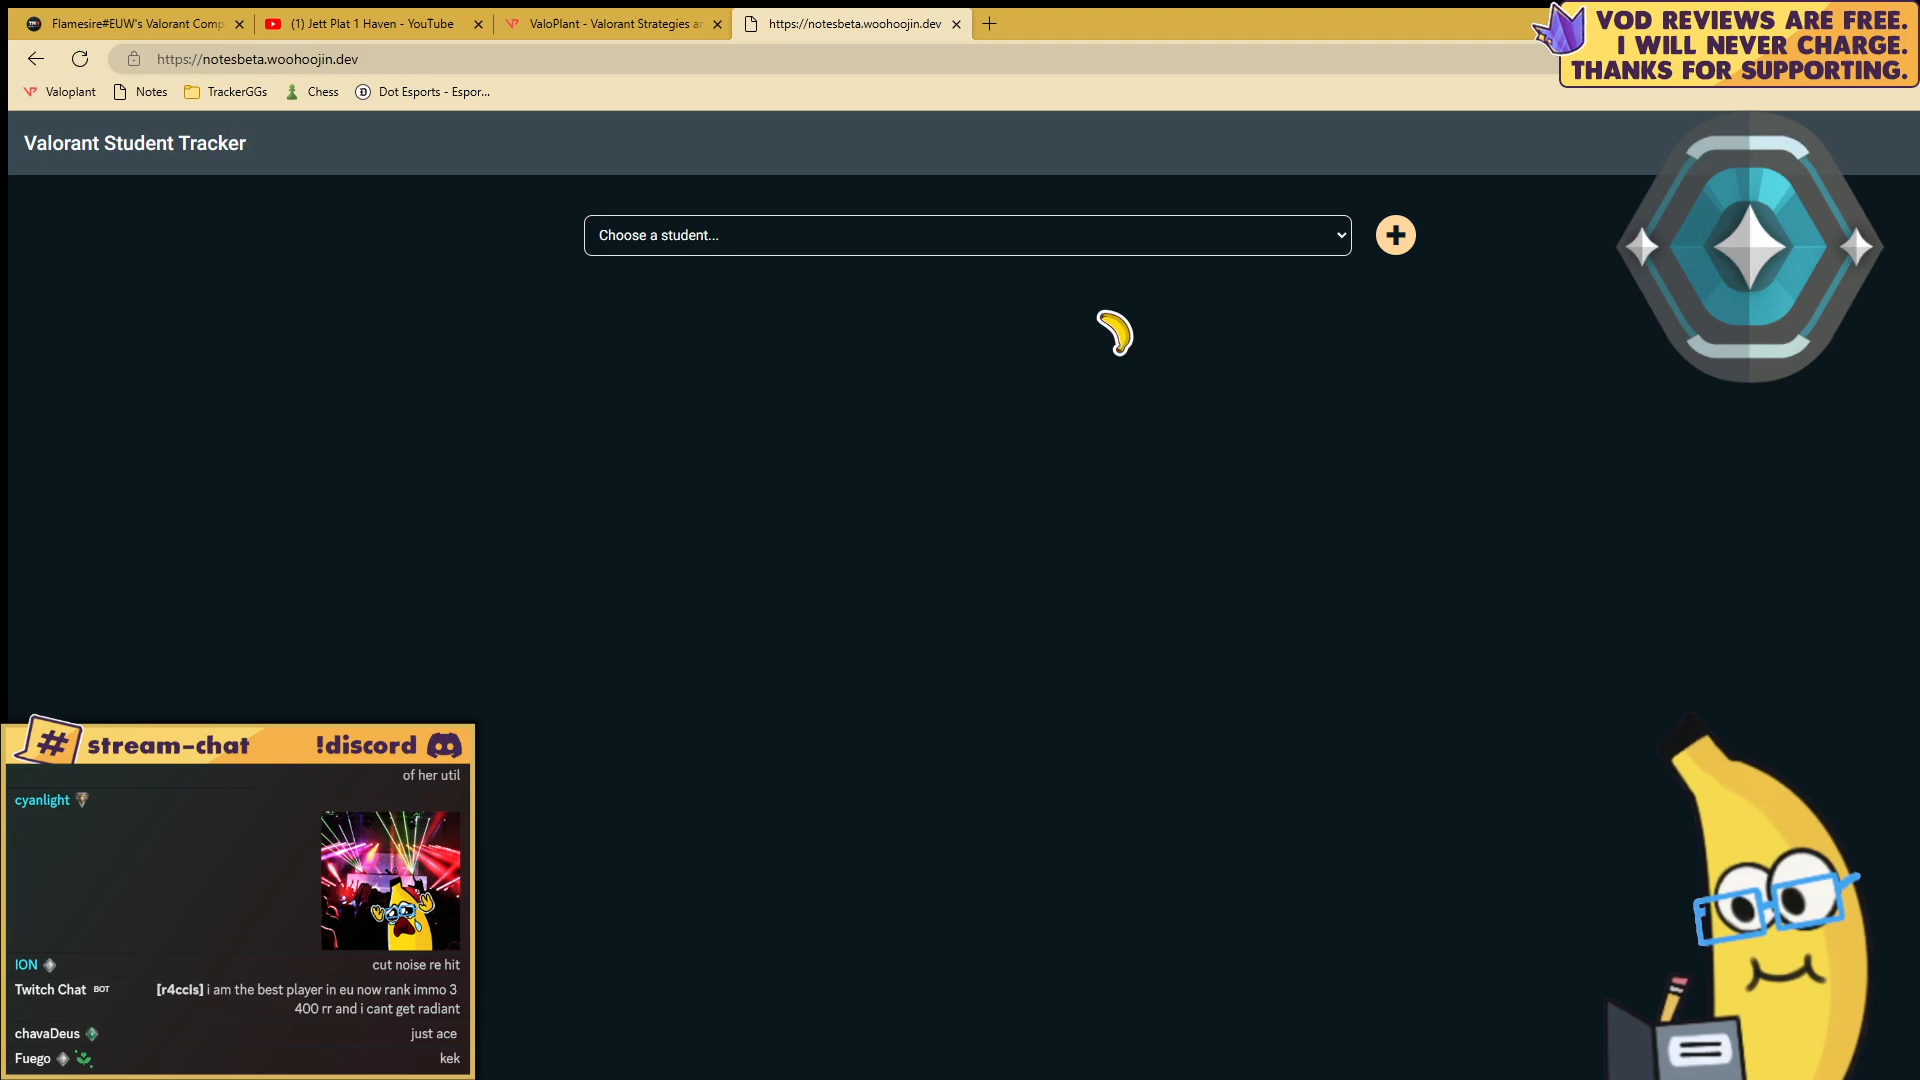 Flamesire#EUW's Valorant Comp
(1) Jett Plat 1 Haven - YouTube
ValoPlant - Valorant Strategies ar
https://notesbeta.woohoojin.dev
VOD REVIEWS ARE FREE.
I WILL NEVER CHARGE.
THANKS FOR SUPPORTING.
https://notesbeta.woohoojin.dev
Valoplant
Notes
TrackerGGs
Chess
Dot Esports - Espor...
Valorant Student Tracker
Choose a student...
# stream-chat
!discord
of her util
cyanlight
ION
cut noise re hit
Twitch Chat BOT
[r4ccls] i am the best player in eu now rank immo 3
400 rr and i cant get radiant
chavaDeus
just ace
Fuego
kek